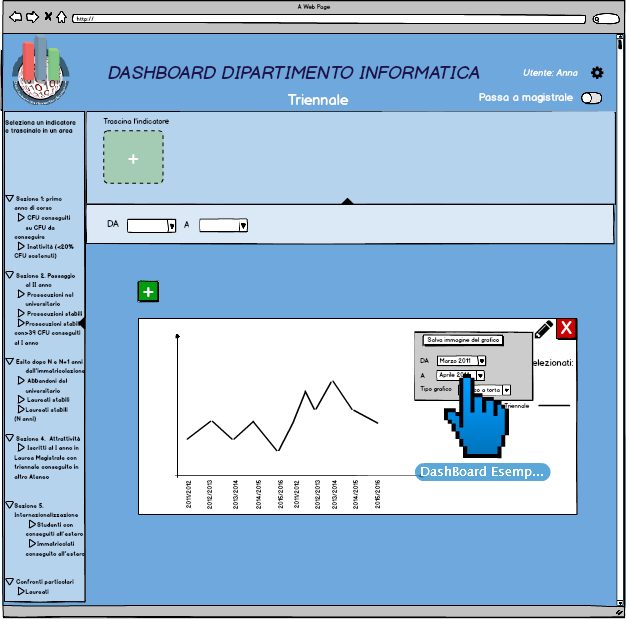 A Web Page
http://
DASHBOARD DIPARTIMENTO INFORMATICA
Utente: Anna
Triennale
Passa a magistrale
Seleziona un indicatore
e trascinalo in un area
Trascina l'indicatore
+
Sezione 1: primo
anno di corso
CFU conseguiti
su CFU da
conseguire
Inattività (<20%
CFU sostenuti)
Sezione 2. Passaggio
al II anno
Prosecuzioni nel
universitario
Prosecuzioni stabili
Prosecuzioni stabili
con>39 CFU conseguiti
al I anno
Esito dopo N e N+1 anni
dall'immatricolazione
Abbandoni del
universitario
Laureati stabili
Laureati stabili
(N anni)
Sezione 4. Attrattività
Iscritti al I anno in
Laurea Magistrale con
triennale conseguito in
altro Ateneo
Sezione 5.
Internazionalizzazione
Studenti con
conseguiti all'estero
Immatricolati
conseguito all'estero
Confronti particolari
Laureati
DA
A
+
X
Salva immagine del grafico
DA Marzo 2011
A Aprile 2011
Tipo grafico
a torta
elezionati:
Triennale
DashBoard Esemp...
2011/2012
2012/2013
2013/2014
2014/2015
2015/2016
2011/2012
2012/2013
2013/2014
2014/2015
2015/2016